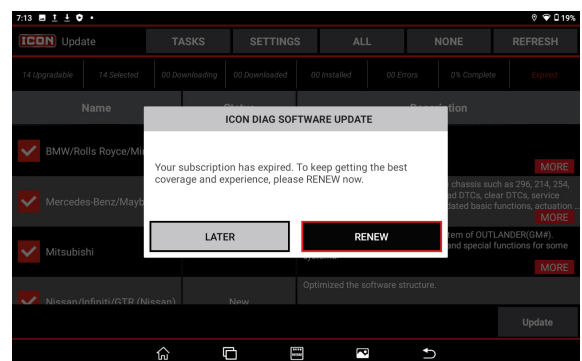 7:13
19%
ICON Update TASKS SETTINGS ALL NONE REFRESH
14 Upgradable 14 Selected 00 Downloading 00 Downloaded 00 Installed 00 Errors 0% Complete Expired
Name
ICON DIAG SOFTWARE UPDATE
Your subscription has expired. To keep getting the best
coverage and experience, please RENEW now.
LATER RENEW
BMW/Rolls Royce/Mi
MORE
chassis such as 296, 214, 254,
ad DTCs, clear DTCs, service
Mercedes-Benz/Mayb
dated basic functions, actuation ..
MORE
tem of OUTLANDER(GM#).
Mitsubishi
and special functions for some
MORE
Optimized the software structure.
Nissan/Infiniti/GTR (Nissan) New
Update